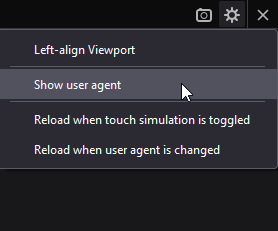 Left-align Viewport
Show user agent
Reload when touch simulation is toggled
Reload when user agent is changed